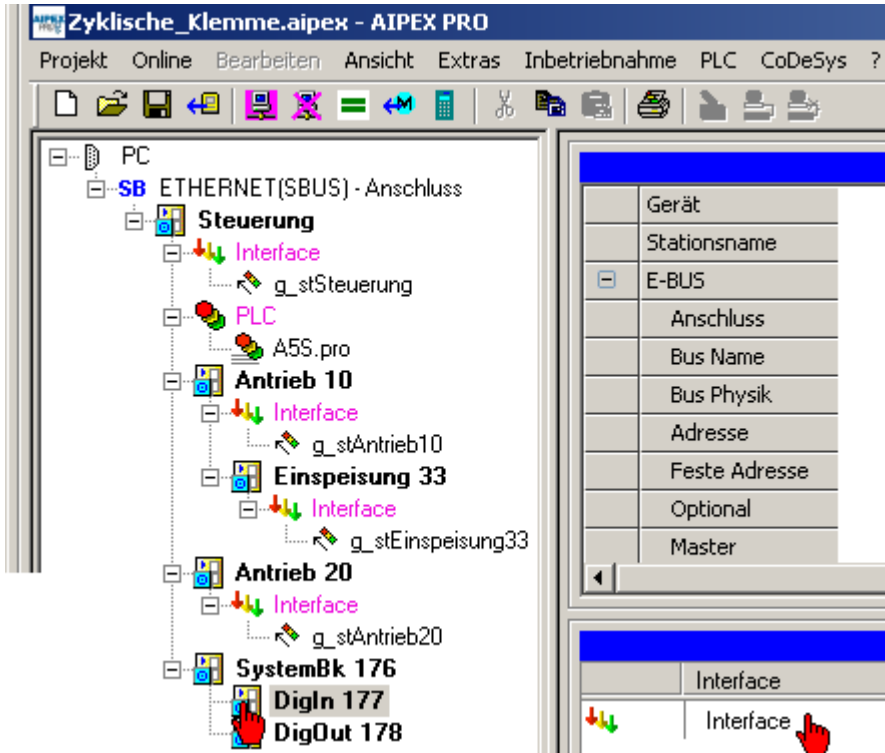 Zyklische_Klemme.aipex - AIPEX PRO
Projekt Online Bearbeiten Ansicht Extras Inbetriebnahme PLC CoDeSys ?
PC
SB ETHERNET(SBUS) - Anschluss
Steuerung
Interface
g_stSteuerung
PLC
A5S.pro
Antrieb 10
Interface
g_stAntrieb10
Einspeisung 33
Interface
g_stEinspeisung33
Antrieb 20
Interface
g_stAntrieb20
SystemBk 176
DigIn 177
DigOut 178
Gerät
Stationsname
E-BUS
Anschluss
Bus Name
Bus Physik
Adresse
Feste Adresse
Optional
Master
Interface
Interface